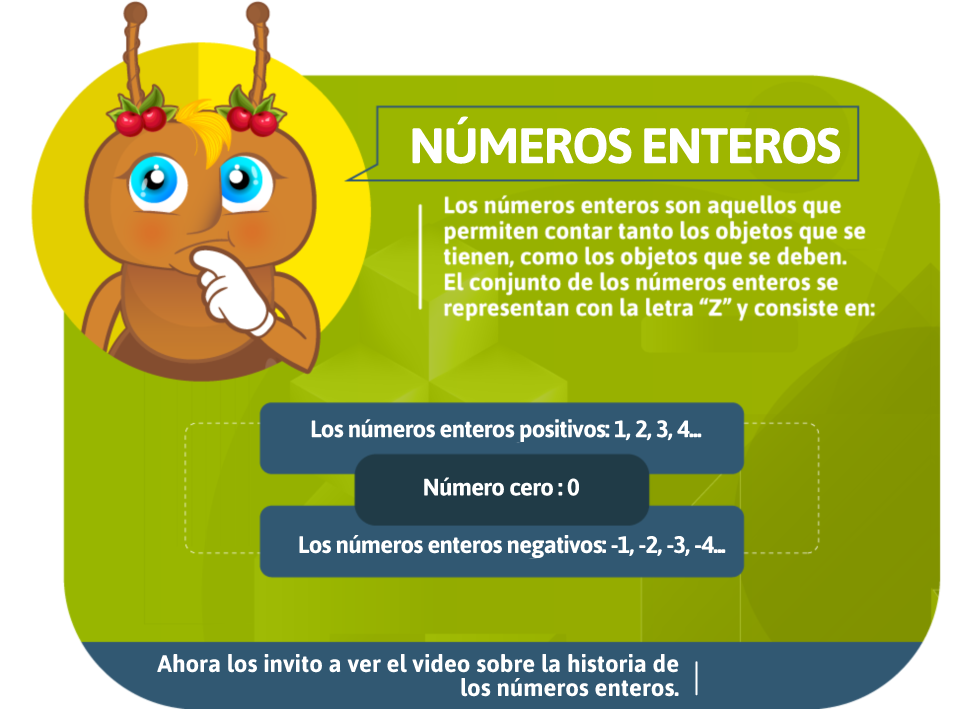 NÚMEROS ENTEROS
Los números enteros son aquellos que
permiten contar tanto los objetos que se
tienen, como los objetos que se deben.
El conjunto de los números enteros se
representan con la letra “Z” y consiste en:
Los números enteros positivos: 1, 2, 3, 4...
Número cero : 0
Los números enteros negativos: -1, -2, -3, -4...
Ahora los invito a ver el video sobre la historia de
los números enteros.